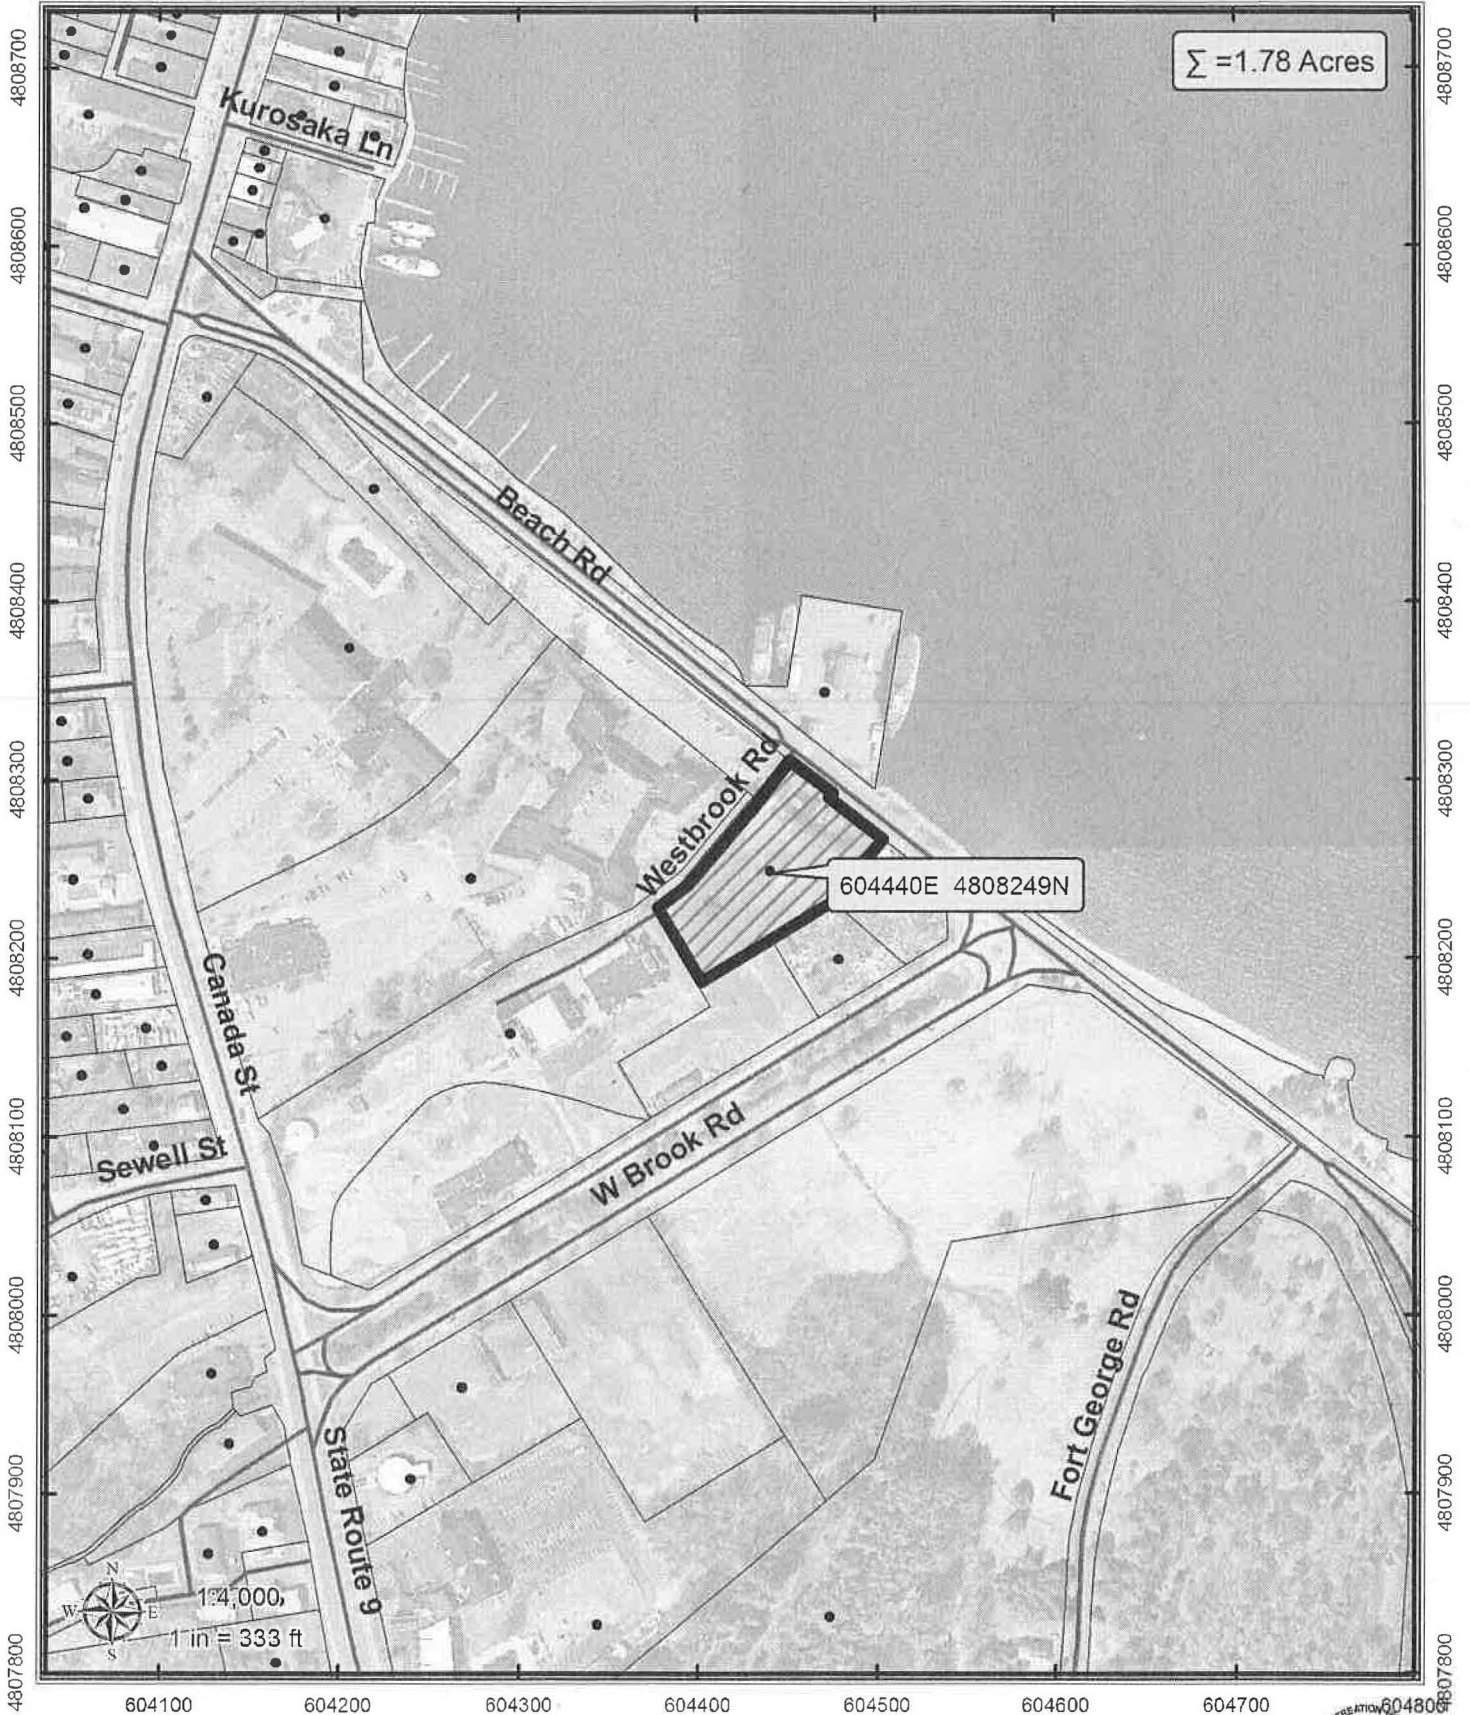 ∑ =1.78 Acres
Kurosaka Ln
Beach Rd
Westbrook Rd
604440E 4808249N
Canada St
Sewell St
W Brook Rd
Fort George Rd
State Route 9
N
W E
S
1:4,000
1 in = 333 ft
4808700
4808600
4808500
4808400
4808300
4808200
4808100
4808000
4807900
4807800
4808700
4808600
4808500
4808400
4808300
4808200
4808100
4808000
4807900
4807800
604100 604200 604300 604400 604500 604600 604700 604800